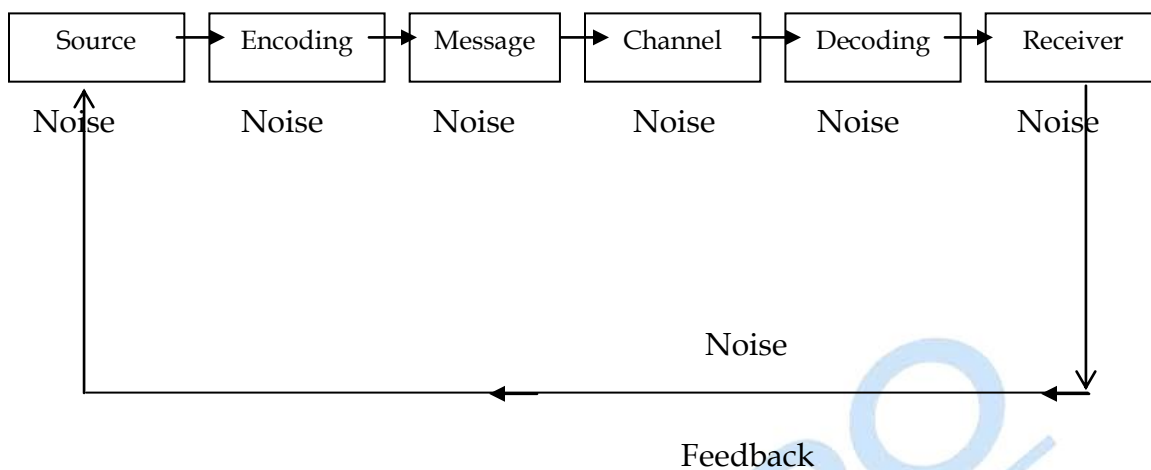 Source Encoding Message Channel Decoding Receiver
Noise Noise Noise Noise Noise Noise
Noise
Feedback